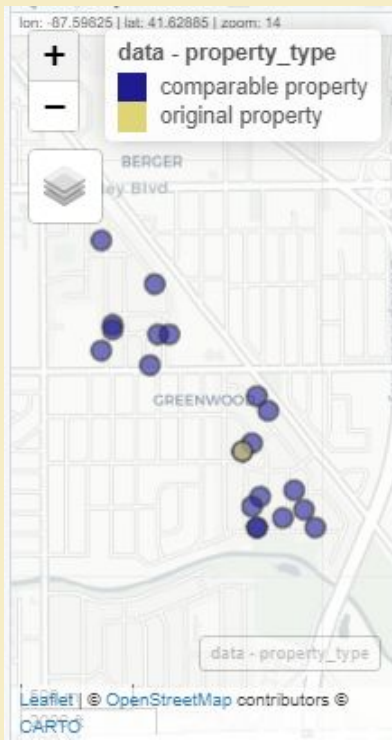 lon: -87.59825 | lat: 41.62885 | zoom: 14
+
−
data - property_type
comparable property
original property
BERGER
ley Blvd.
GREENWOOD
data - property_type
Leaflet | © OpenStreetMap contributors ©
CARTO